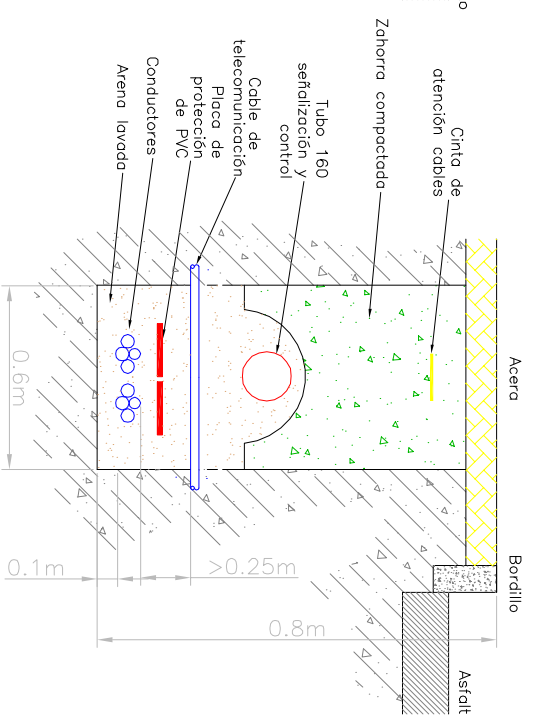 Acera
Bordillo
Asfalt
Cinta de
atención cables
Zahorra compactada
Tubo 160
señalización y
control
Cable de
telecomunicación
Placa de
protección
de PVC
Conductores
Arena lavada
0.6m
0.1m
>0.25m
0.8m